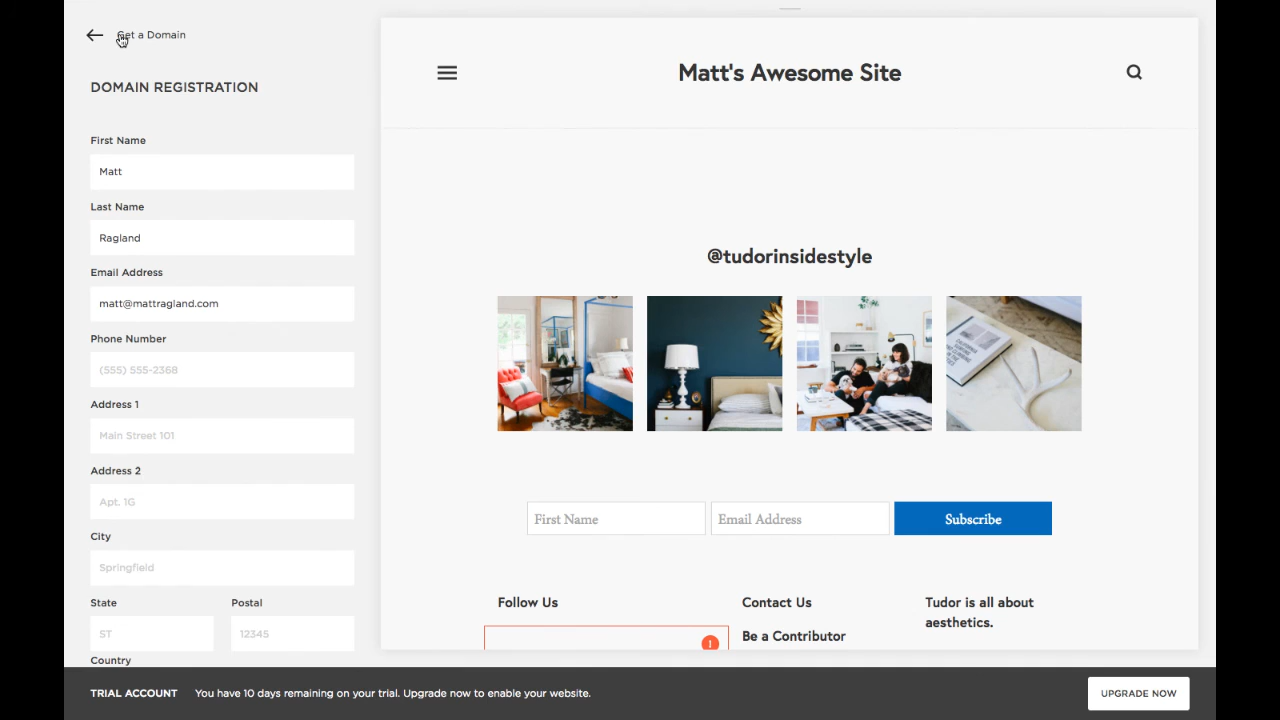 Get a Domain
DOMAIN REGISTRATION
First Name
Matt
Last Name
Ragland
Email Address
matt@mattragland.com
Phone Number
(555) 555-2368
Address 1
Main Street 101
Address 2
Apt. 1G
City
Springfield
State
Postal
ST
12345
Country
Matt's Awesome Site
@tudorinsidestyle
First Name
Email Address
Subscribe
Follow Us
!
Contact Us
Be a Contributor
Tudor is all about
aesthetics.
TRIAL ACCOUNT
You have 10 days remaining on your trial. Upgrade now to enable your website.
UPGRADE NOW